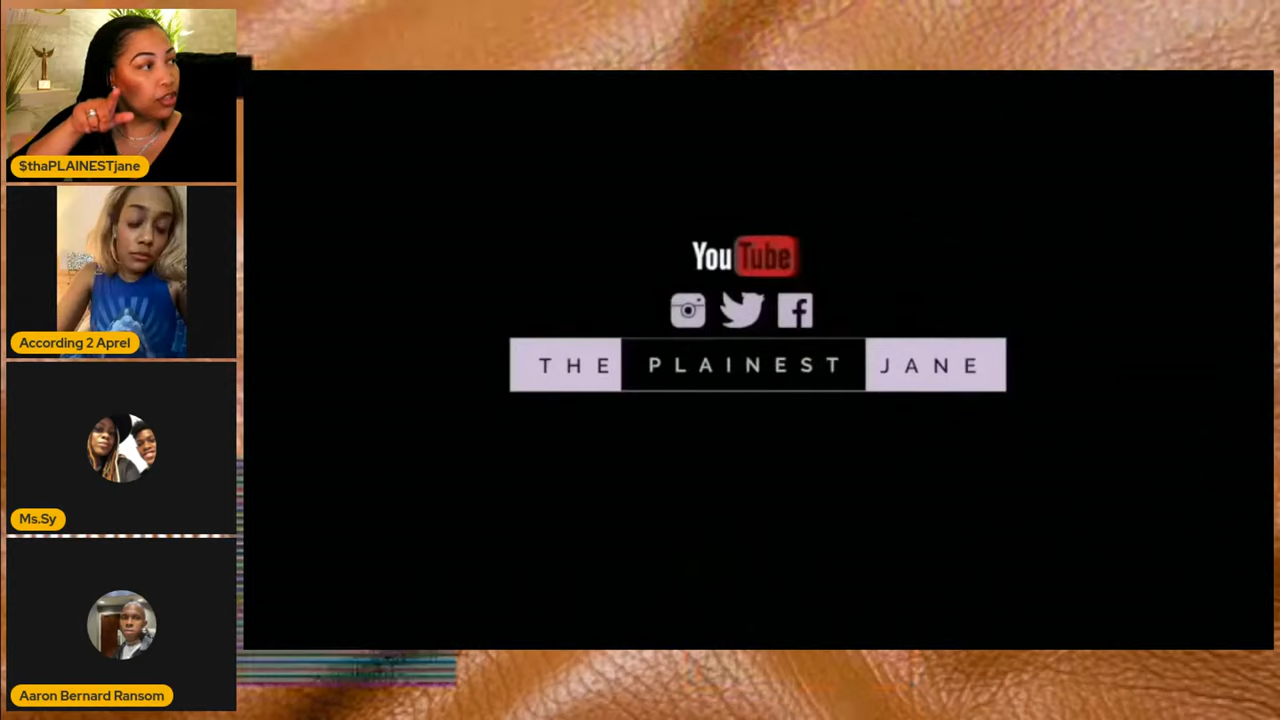 $thaPLAINESTjane
According 2 Aprel
Ms.Sy
Aaron Bernard Ransom
YouTube
THE PLAINEST JANE